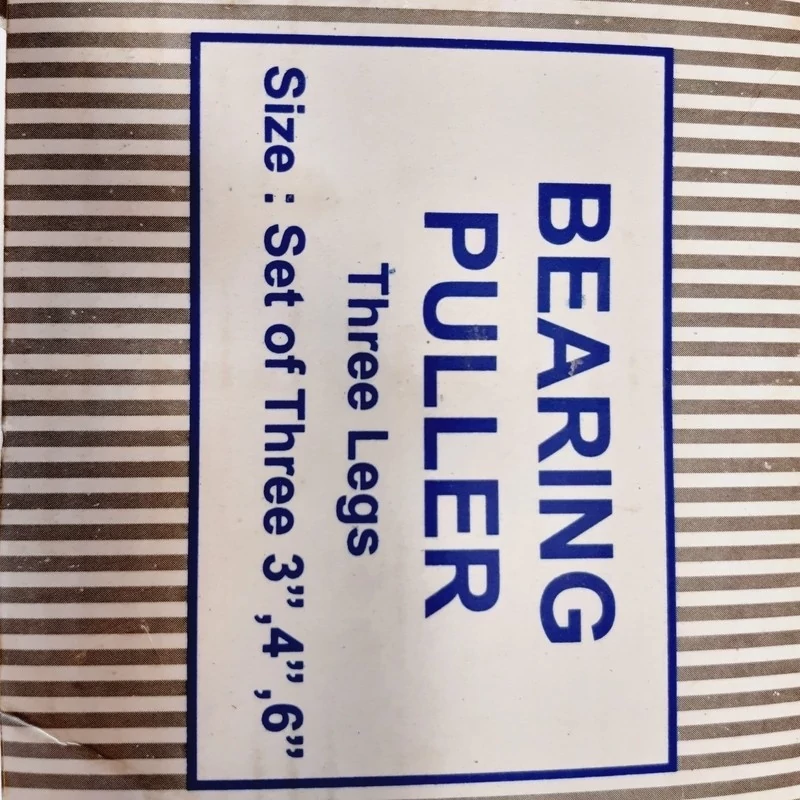 BEARING
PULLER
Three Legs
Size : Set of Three 3” ,4” ,6”